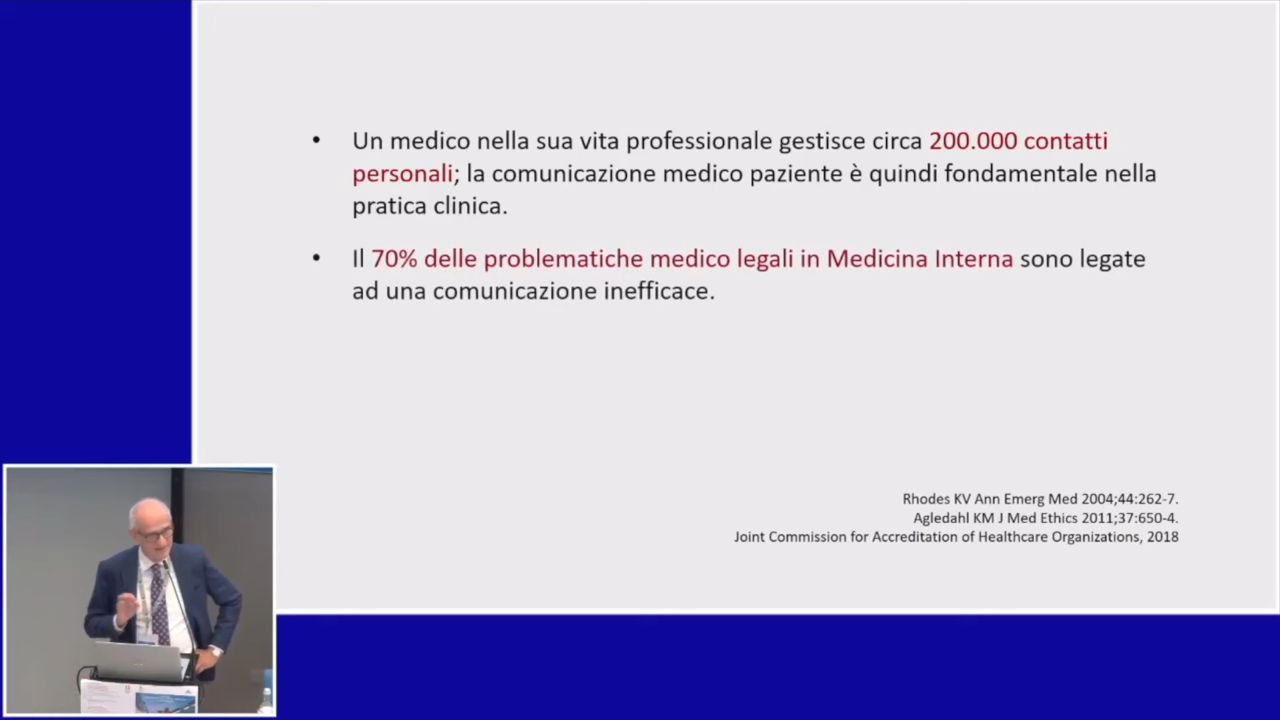 • Un medico nella sua vita professionale gestisce circa 200.000 contatti
personali; la comunicazione medico paziente è quindi fondamentale nella
pratica clinica.
• Il 70% delle problematiche medico legali in Medicina Interna sono legate
ad una comunicazione inefficace.
Rhodes KV Ann Emerg Med 2004;44:262-7.
Agledahl KM J Med Ethics 2011;37:650-4.
Joint Commission for Accreditation of Healthcare Organizations, 2018